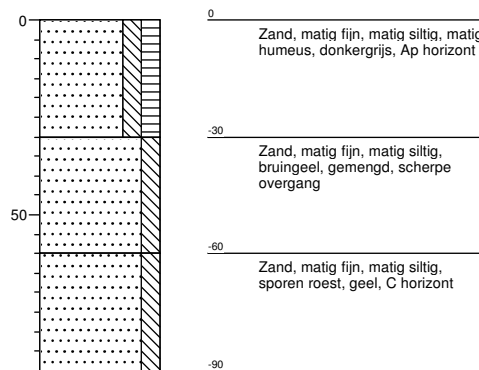 0
0
Zand, matig fijn, matig siltig, matig
humeus, donkergrijs, Ap horizont
-30
Zand, matig fijn, matig siltig,
bruingeel, gemengd, scherpe
overgang
50
-60
Zand, matig fijn, matig siltig,
sporen roest, geel, C horizont
-90